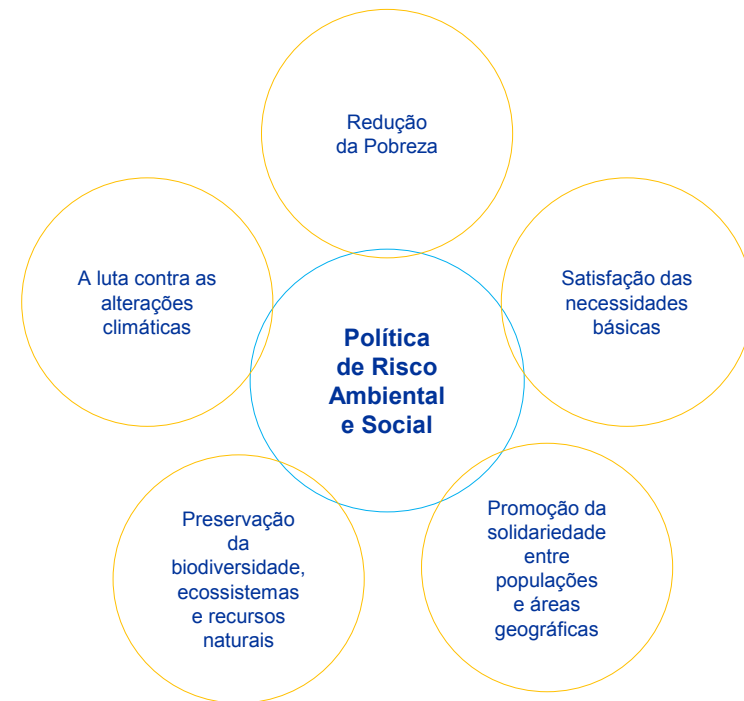 Redução
da Pobreza
A luta contra as
alterações
climáticas
Satisfação das
necessidades
básicas
Política
de Risco
Ambiental
e Social
Preservação
da
biodiversidade,
ecossistemas
e recursos
naturais
Promoção da
solidariedade
entre
populações
e áreas
geográficas